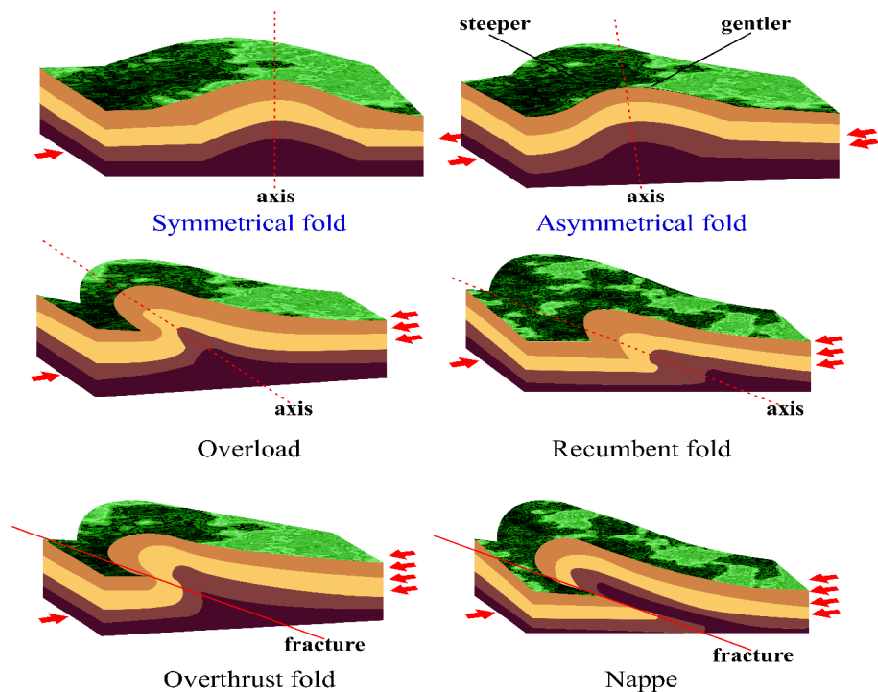 steeper
gentler
axis
axis
Symmetrical fold
Asymmetrical fold
axis
axis
Overload
Recumbent fold
fracture
fracture
Overthrust fold
Nappe